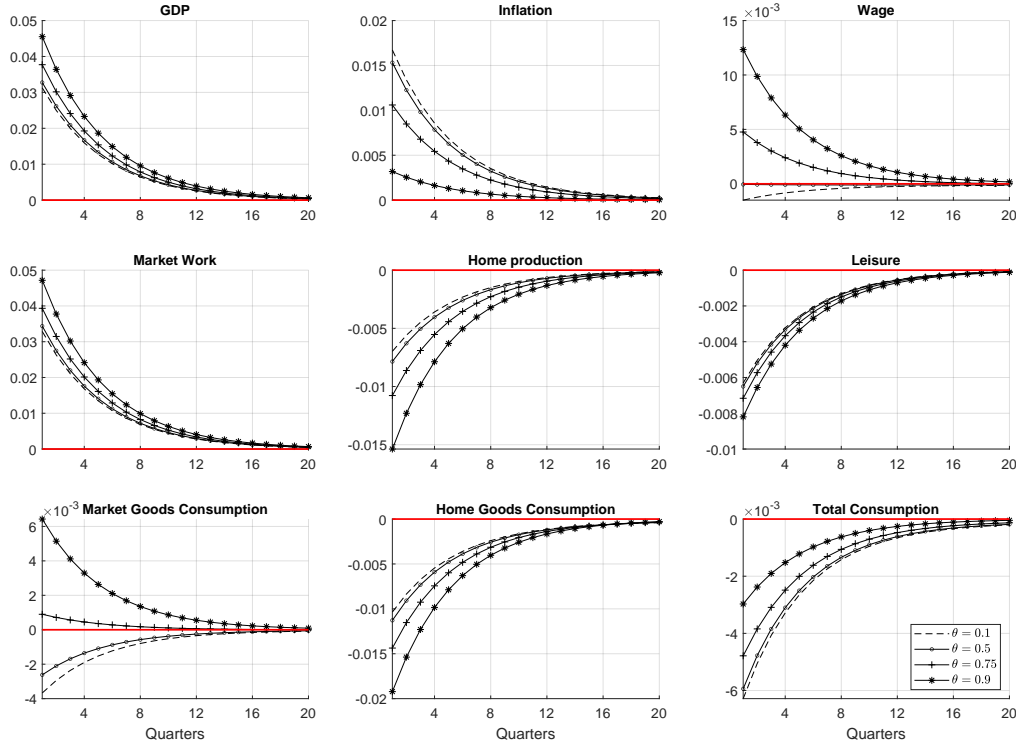 GDP
0.05
0.04
0.03
0.02
0.01
0
4 8 12 16 20
Inflation
0.02
0.015
0.01
0.005
0
4 8 12 16 20
Wage
×10⁻³
15
10
5
0
4 8 12 16 20
Market Work
0.05
0.04
0.03
0.02
0.01
0
4 8 12 16 20
Home production
0
-0.005
-0.01
-0.015
4 8 12 16 20
Leisure
0
-0.002
-0.004
-0.006
-0.008
-0.01
4 8 12 16 20
Market Goods Consumption
×10⁻³
6
4
2
0
-2
-4
4 8 12 16 20
Quarters
Home Goods Consumption
0
-0.005
-0.01
-0.015
-0.02
4 8 12 16 20
Quarters
Total Consumption
×10⁻³
0
-2
-4
-6
4 8 12 16 20
Quarters
θ = 0.1
θ = 0.5
θ = 0.75
θ = 0.9